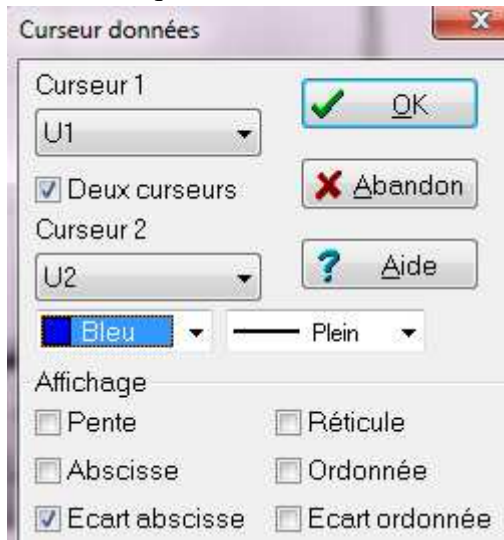 Curseur données
Curseur 1
OK
U1
Deux curseurs
Abandon
Curseur 2
U2
Aide
Bleu
Plein
Affichage
Pente
Réticule
Abscisse
Ordonnée
Ecart abscisse
Ecart ordonnée